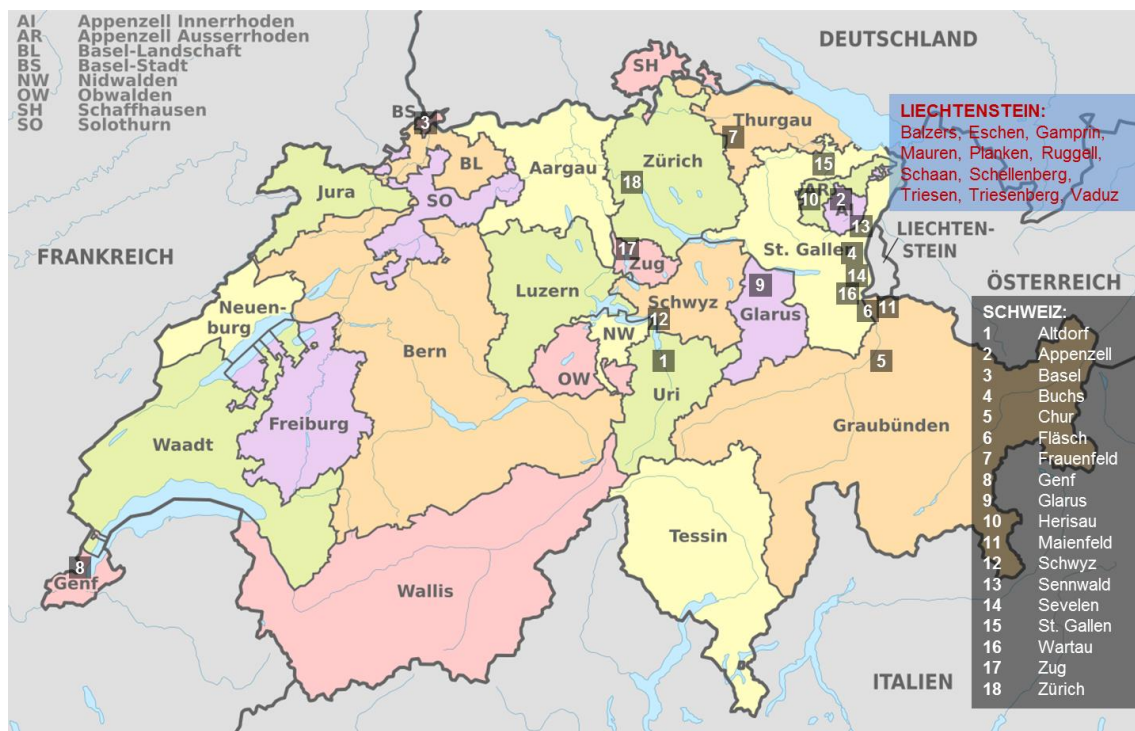 AI Appenzell Innerrhoden
AR Appenzell Ausserrhoden
BL Basel-Landschaft
BS Basel-Stadt
NW Nidwalden
OW Obwalden
SH Schaffhausen
SO Solothurn
DEUTSCHLAND
SH
BS
3
Thurgau
7
LIECHTENSTEIN:
Balzers, Eschen, Gamprin,
Mauren, Planken, Ruggell,
Schaan, Schellenberg,
Triesen, Triesenberg, Vaduz
BL
Aargau
Zürich
15
Jura
18
SO
AR
10
2
AI
13
FRANKREICH
17
Zug
St. Gallen
4
LIECHTEN-
STEIN
14
ÖSTERREICH
Neuen-
burg
Luzern
Schwyz
9
Glarus
16
6
11
12
NW
Bern
OW
1
Uri
5
Waadt
Freiburg
Graubünden
Tessin
8
Genf
Wallis
ITALIEN
SCHWEIZ:
1 Altdorf
2 Appenzell
3 Basel
4 Buchs
5 Chur
6 Fläsch
7 Frauenfeld
8 Genf
9 Glarus
10 Herisau
11 Maienfeld
12 Schwyz
13 Sennwald
14 Sevelen
15 St. Gallen
16 Wartau
17 Zug
18 Zürich